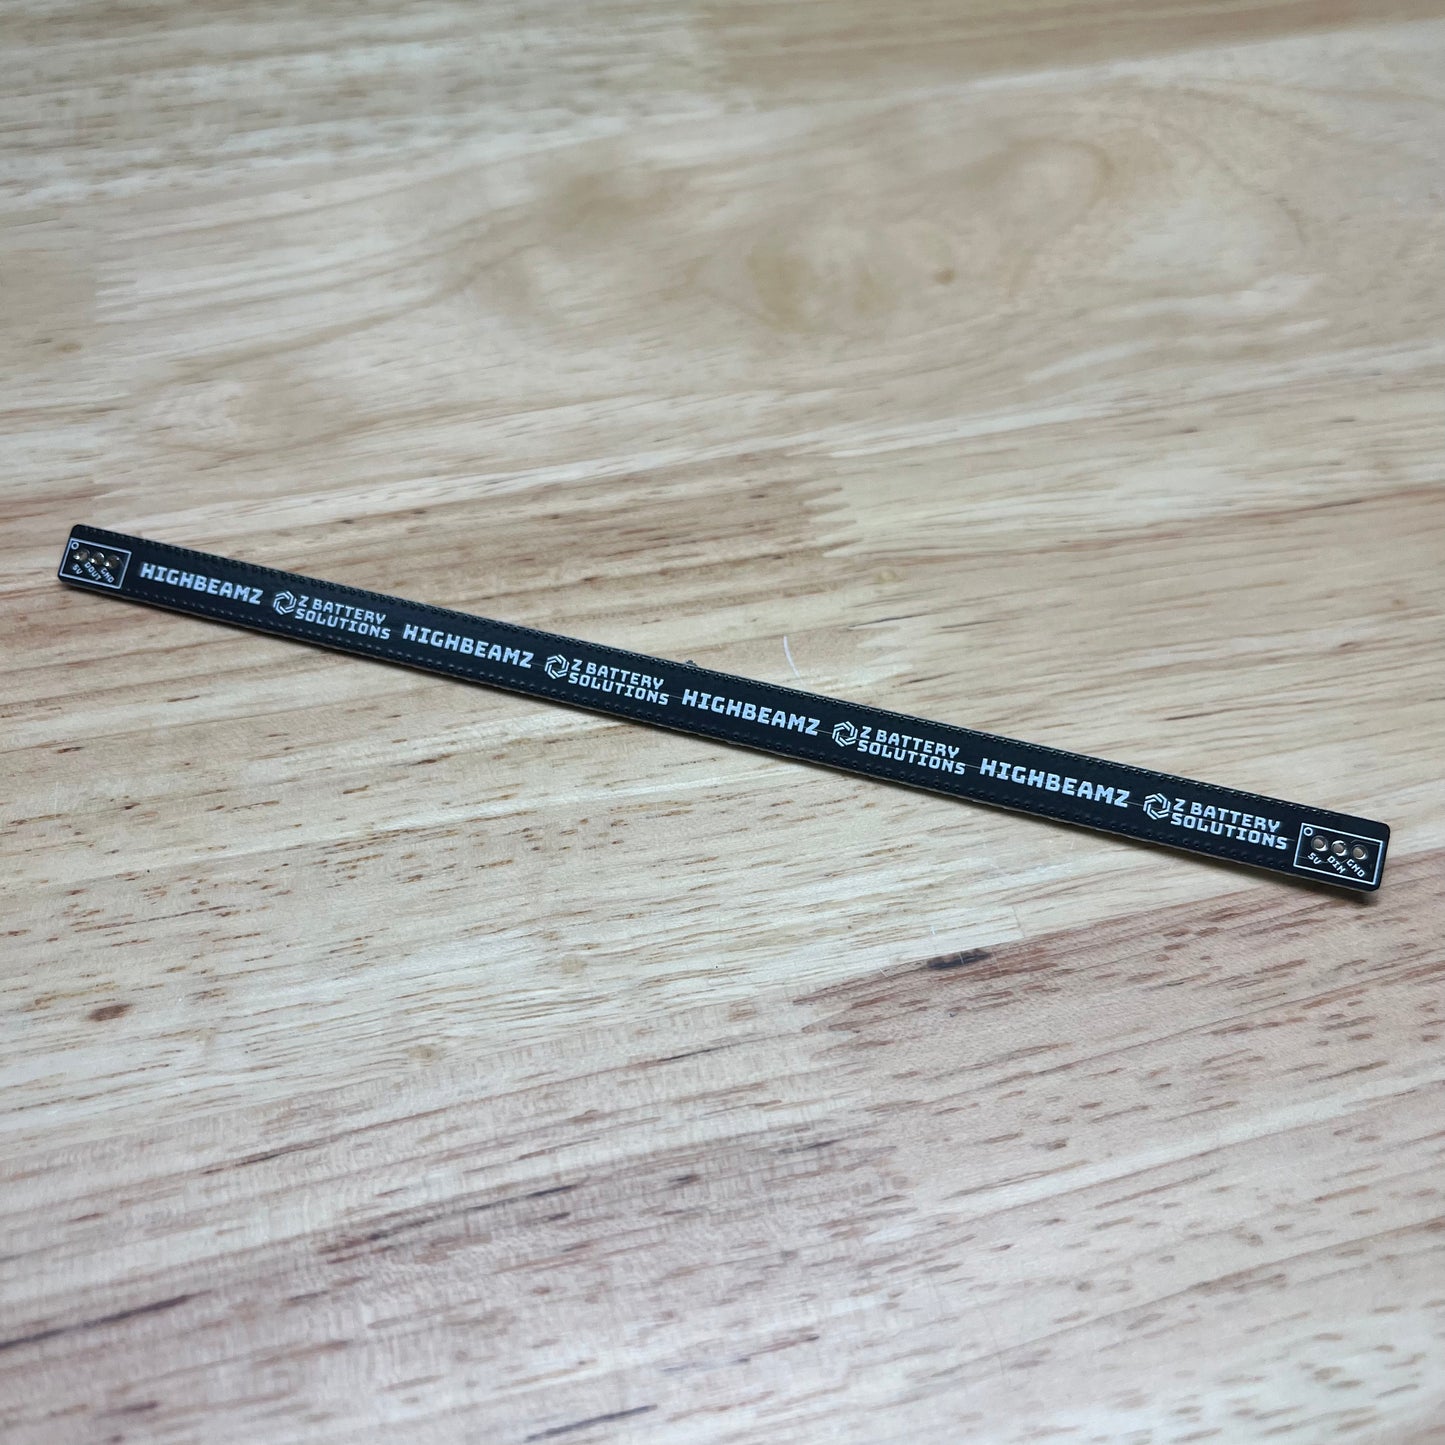 5V DOUT GND
HIGHBEAMZ
Z BATTERY
SOLUTIONS
HIGHBEAMZ
Z BATTERY
SOLUTIONS
HIGHBEAMZ
Z BATTERY
SOLUTIONS
HIGHBEAMZ
Z BATTERY
SOLUTIONS
5V DIN GND